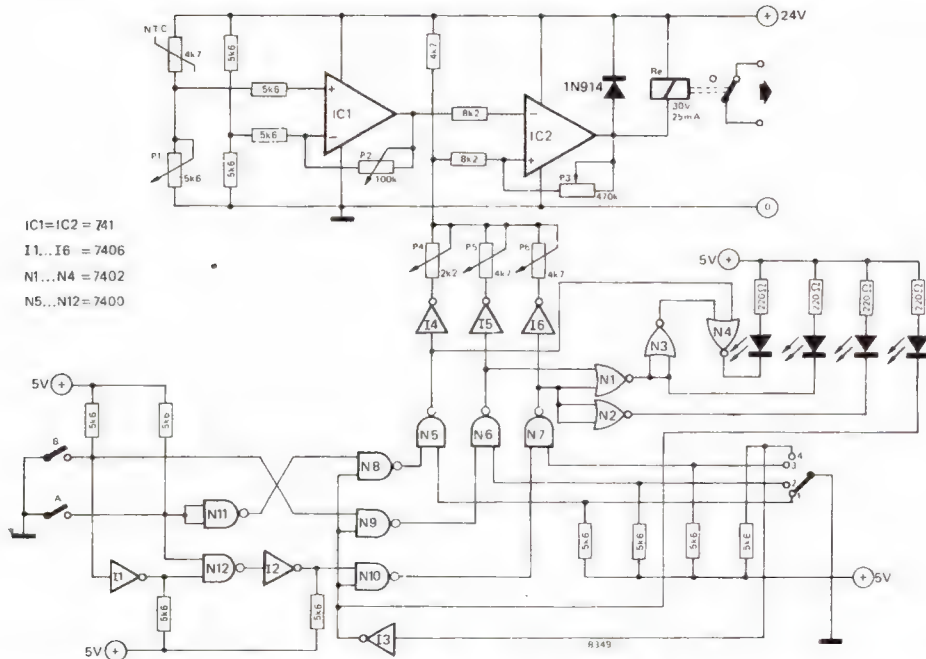 24V
NTC
4k7
5k6
4k7
5k6
IC1
5k6
8k2
1N914
Re
30V
25mA
IC2
8k2
P1
5k6
5k6
P2
100k
P3
470k
0
IC1=IC2=741
I1...I6 = 7406
N1...N4 = 7402
N5...N12 = 7400
P4
2k2
P5
4k7
P6
4k7
5V
220Ω
220Ω
220Ω
220Ω
I4
I5
I6
N3
N4
N1
N2
5V
5k6
5k6
B
A
N5
N6
N7
N8
N11
N9
4
3
2
1
I1
N12
I2
N10
5k6
5k6
5k6
5k6
5k6
5k6
5V
5V
I3
8349